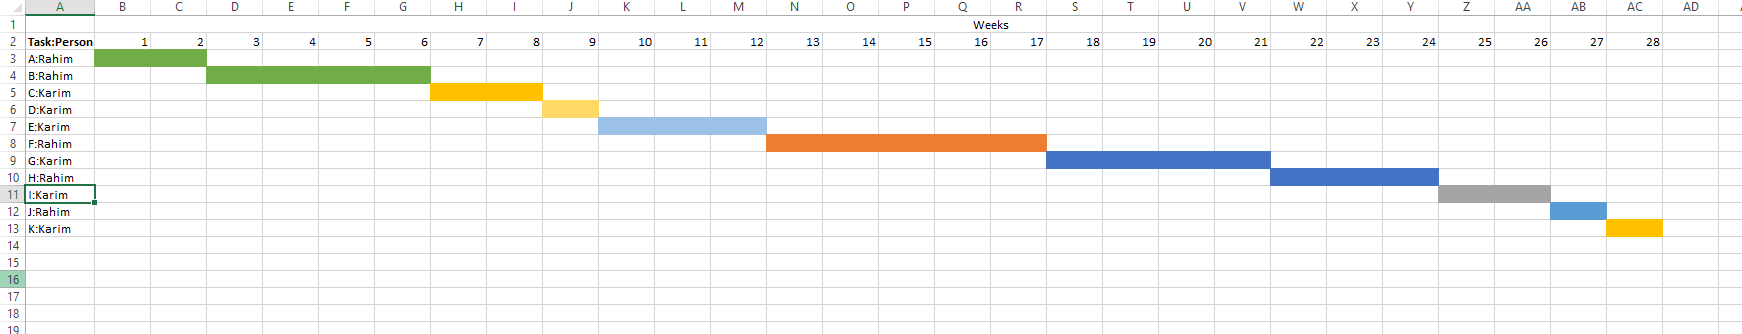 A B C D E F G H I J K L M N O P Q R S T U V W X Y Z AA AB AC AD
1 Weeks
2 Task:Person 1 2 3 4 5 6 7 8 9 10 11 12 13 14 15 16 17 18 19 20 21 22 23 24 25 26 27 28
3 A:Rahim
4 B:Rahim
5 C:Karim
6 D:Karim
7 E:Karim
8 F:Rahim
9 G:Karim
10 H:Rahim
11 I:Karim
12 J:Rahim
13 K:Karim
14
15
16
17
18
19